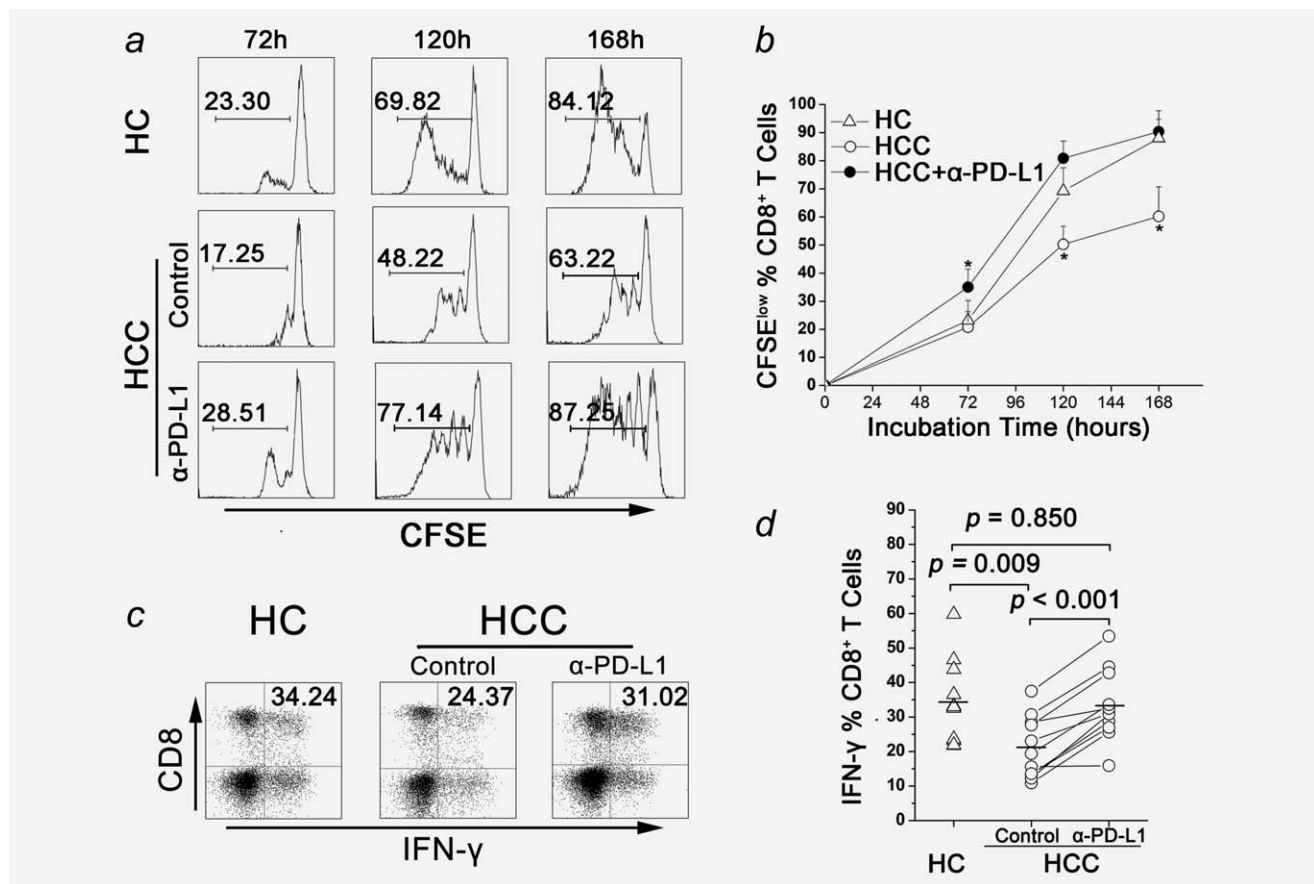 a
72h 120h 168h
HC
23.30 69.82 84.12
HCC
Control
17.25 48.22 63.22
α-PD-L1
28.51 77.14 87.25
CFSE
b
CFSElow % CD8+ T Cells
100
90
80
70
60
50
40
30
20
10
0
HC
HCC
HCC+α-PD-L1
*
*
*
0 24 48 72 96 120 144 168
Incubation Time (hours)
c
HC HCC
Control α-PD-L1
34.24 24.37 31.02
CD8
IFN-γ
d
IFN-γ % CD8+ T Cells
90
80
70
60
50
40
30
20
10
0
p = 0.850
p = 0.009
p < 0.001
Control α-PD-L1
HC HCC